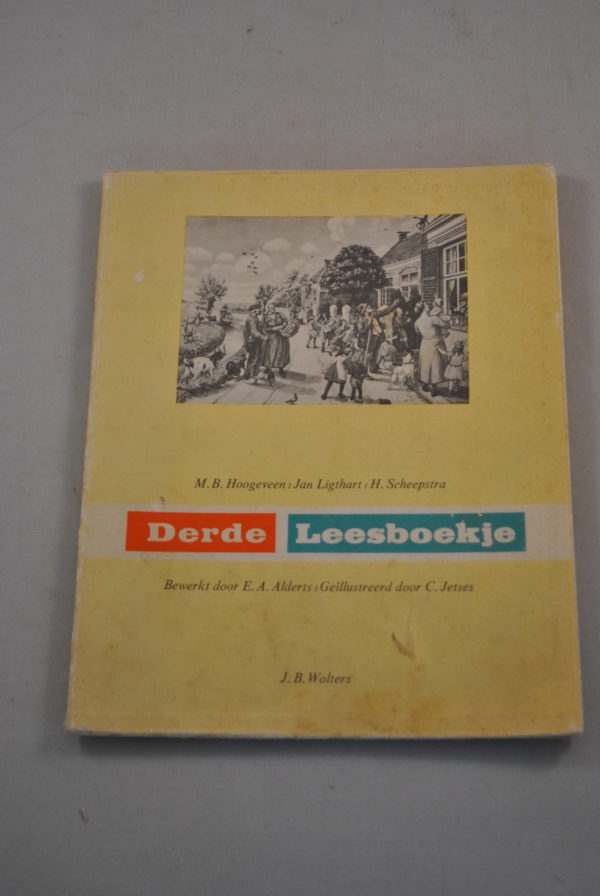 M. B. Hoogeveen : Jan Ligthart : H. Scheepstra
Derde Leesboekje
Bewerkt door E. A. Alderts : Geïllustreerd door C. Jetses
J. B. Wolters